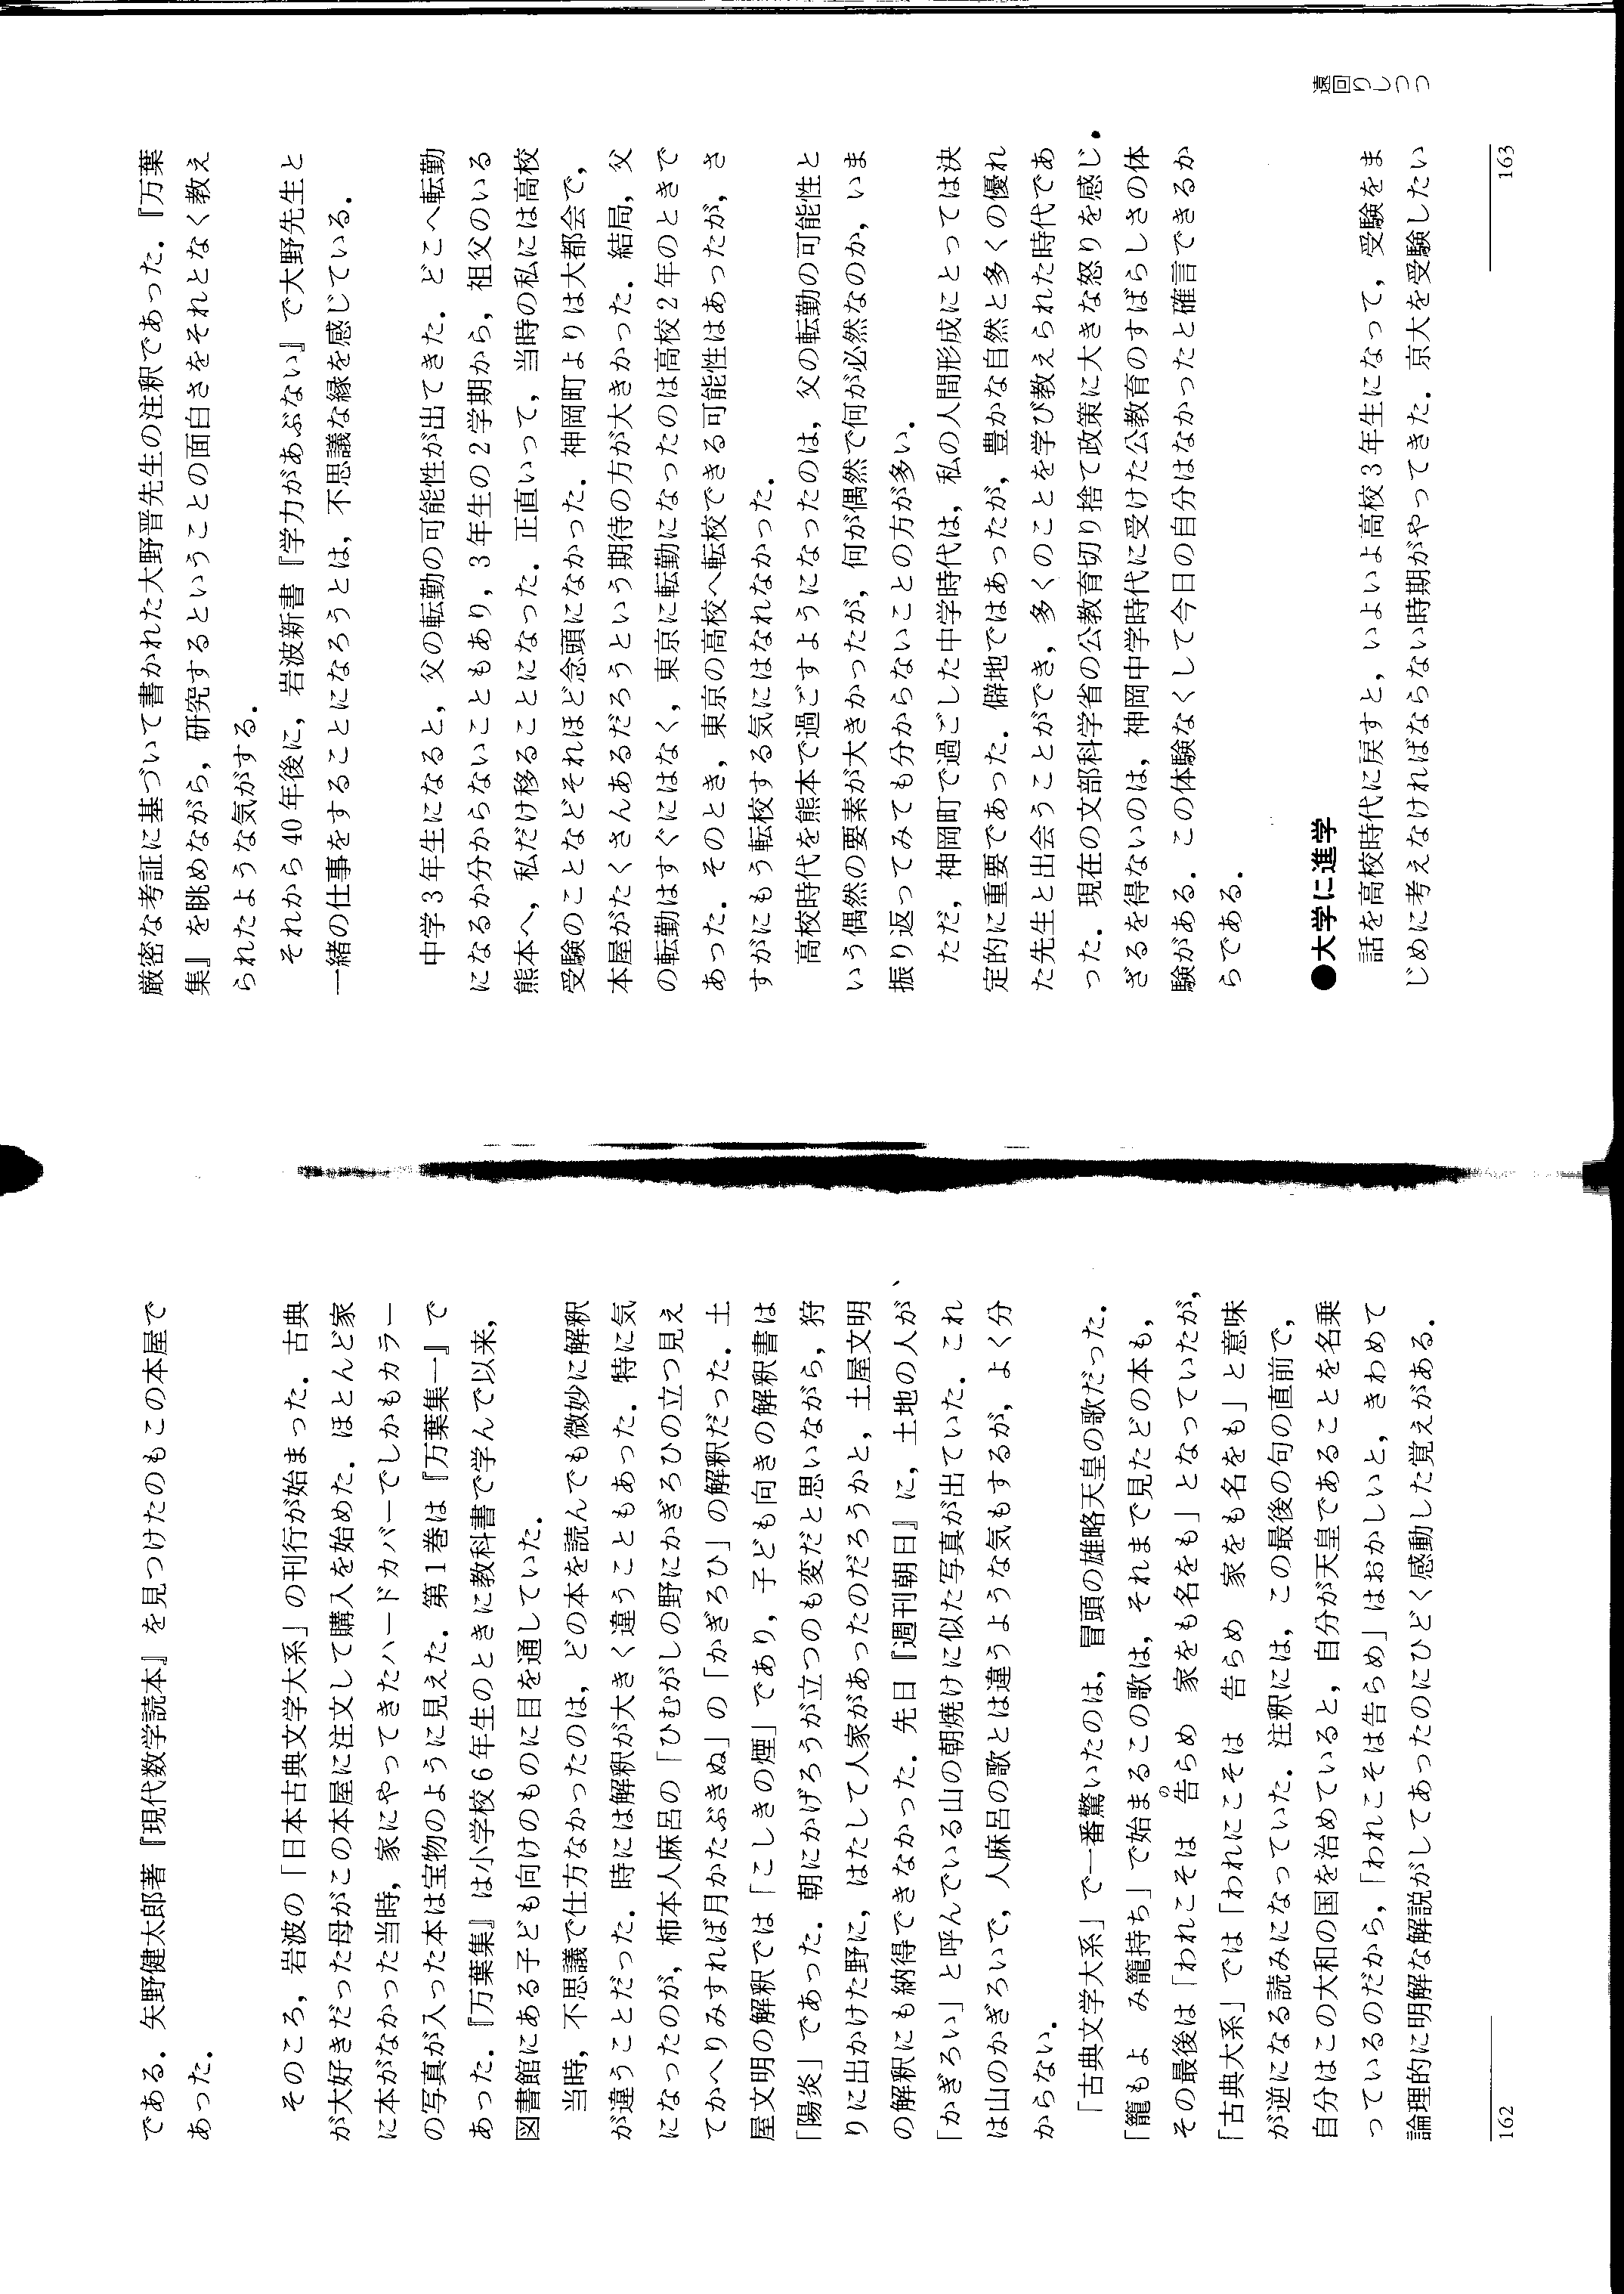 である．矢野健太郎著『現代数学読本』を見つけたのもこの本屋で
あった．
そのころ，岩波の「日本古典文学大系」の刊行が始まった．古典
が大好きだった母がこの本屋に注文して購入を始めた．ほとんど家
に本がなかった当時，家にやってきたハードカバーでしかもカラー
の写真が入った本は宝物のように見えた．第1巻は『万葉集一』で
あった．『万葉集』は小学校6年生のときに教科書で学んで以来，
図書館にある子ども向けのものに目を通していた．
当時，不思議で仕方なかったのは，どの本を読んでも微妙に解釈
が違うことだった．時には解釈が大きく違うこともあった．特に気
になったのが，柿本人麻呂の「ひむがしの野にかぎろひの立つ見え
てかへりみすれば月かたぶきぬ」の「かぎろひ」の解釈だった．土
屋文明の解釈では「こしきの煙」であり，子ども向きの解釈書は
「陽炎」であった．朝にかげろうが立つのも変だと思いながら，狩
りに出かけた野に，はたして人家があったのだろうかと，土屋文明
の解釈にも納得できなかった．先日『週刊朝日』に，土地の人が
「かぎろい」と呼んでいる山の朝焼けに似た写真が出ていた．これ
は山のかぎろいで，人麻呂の歌とは違うような気もするが，よく分
からない．
「古典文学大系」で一番驚いたのは，冒頭の雄略天皇の歌だった．
「籠もよ　み籠持ち」で始まるこの歌は，それまで見たどの本も，
その最後は「われこそは　告らめ　家をも名をも」となっていたが，
の
「古典大系」では「われにこそは　告らめ　家をも名をも」と意味
が逆になる読みになっていた．注釈には，この最後の句の直前で，
自分はこの大和の国を治めていると，自分が天皇であることを名乗
っているのだから，「われこそは告らめ」はおかしいと，きわめて
論理的に明解な解説がしてあったのにひどく感動した覚えがある．
162
厳密な考証に基づいて書かれた大野晋先生の注釈であった．『万葉
集』を眺めながら，研究するということの面白さをそれとなく教え
られたような気がする．
それから40年後に，岩波新書『学力があぶない』で大野先生と
一緒の仕事をすることになろうとは，不思議な縁を感じている．
中学3年生になると，父の転勤の可能性が出てきた．どこへ転勤
になるか分からないこともあり，3年生の2学期から，祖父のいる
熊本へ，私だけ移ることになった．正直いって，当時の私には高校
受験のことなどそれほど念頭になかった．神岡町よりは大都会で，
本屋がたくさんあるだろうという期待の方が大きかった．結局，父
の転勤はすぐにはなく，東京に転勤になったのは高校2年のときで
あった．そのとき，東京の高校へ転校できる可能性はあったが，さ
すがにもう転校する気にはなれなかった．
高校時代を熊本で過ごすようになったのは，父の転勤の可能性と
いう偶然の要素が大きかったが，何が偶然で何が必然なのか，いま
振り返ってみても分からないことの方が多い．
ただ，神岡町で過ごした中学時代は，私の人間形成にとっては決
定的に重要であった．僻地ではあったが，豊かな自然と多くの優れ
た先生と出会うことができ，多くのことを学び教えられた時代であ
った．現在の文部科学省の公教育切り捨て政策に大きな怒りを感じ
ざるを得ないのは，神岡中学時代に受けた公教育のすばらしさの体
験がある．この体験なくして今日の自分はなかったと確言できるか
らである．
●大学に進学
話を高校時代に戻すと，いよいよ高校3年生になって，受験をま
じめに考えなければならない時期がやってきた．京大を受験したい
遠回りしつつ
163